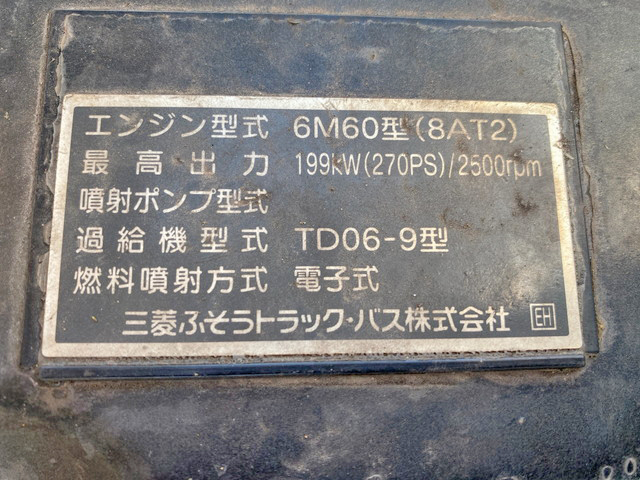 エンジン型式 6M60型(8AT2)
最高出力 199kW(270PS)/2500rpm
噴射ポンプ型式
過給機型式 TD06-9型
燃料噴射方式 電子式
三菱ふそうトラック・バス株式会社 EH